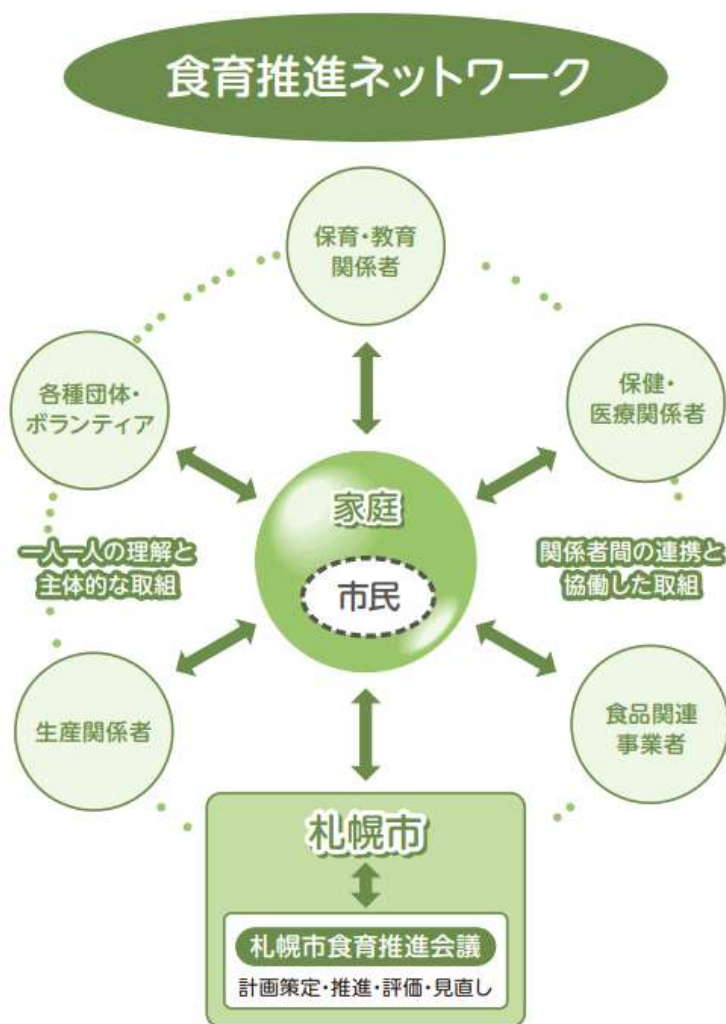 食育推進ネットワーク
保育・教育
関係者
各種団体・
ボランティア
保健・
医療関係者
家庭
市民
一人一人の理解と
主体的な取組
関係者間の連携と
協働した取組
生産関係者
食品関連
事業者
札幌市
札幌市食育推進会議
計画策定・推進・評価・見直し